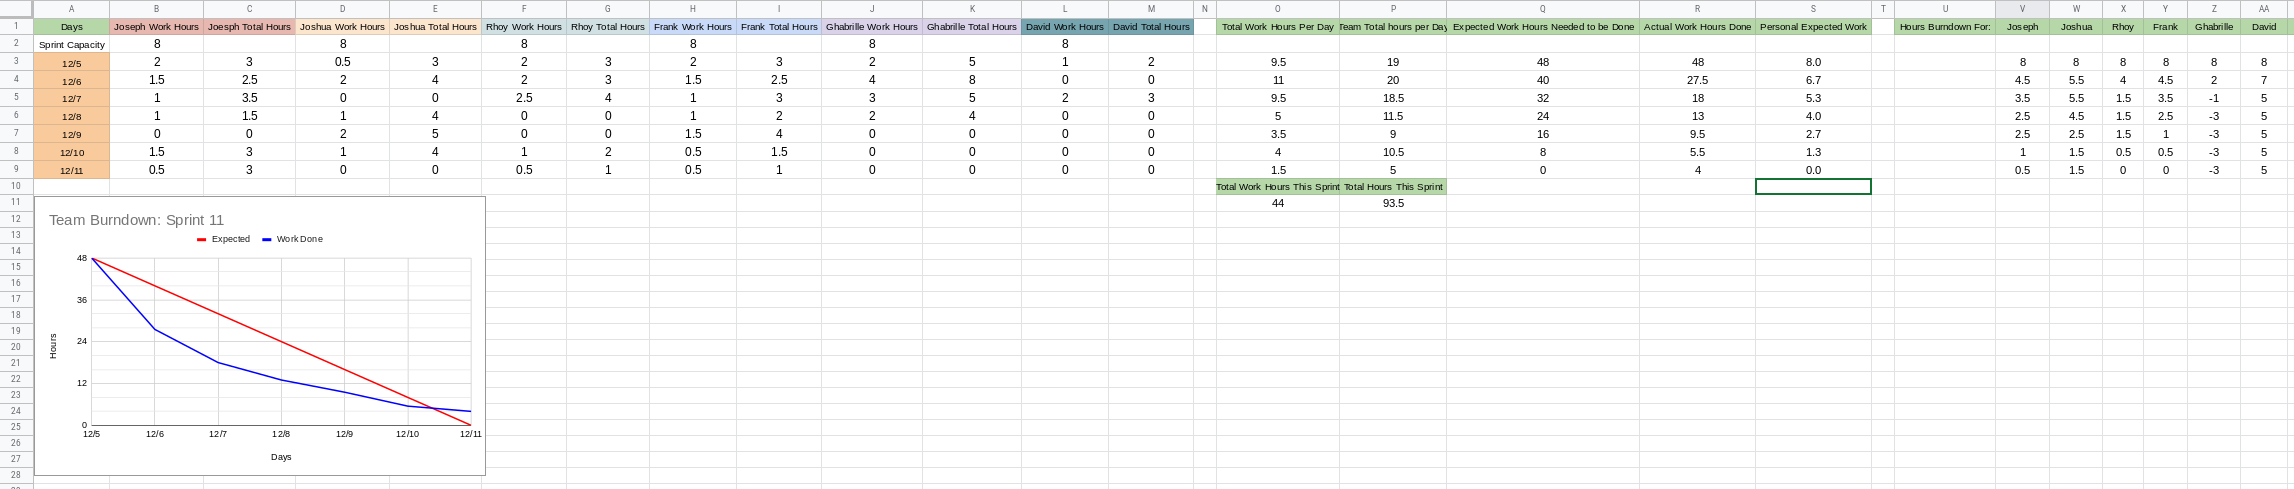 A B C D E F G H I J K L M N O P Q R S T U V W X Y Z AA
1 Days Joseph Work Hours Joesph Total Hours Joshua Work Hours Joshua Total Hours Rhoy Work Hours Rhoy Total Hours Frank Work Hours Frank Total Hours Ghabrille Work Hours Ghabrille Total Hours David Work Hours David Total Hours Total Work Hours Per Day Team Total hours per Day Expected Work Hours Needed to be Done Actual Work Hours Done Personal Expected Work Hours Burndown For: Joseph Joshua Rhoy Frank Ghabrille David
2 Sprint Capacity 8 8 8 8 8 8
3 12/5 2 3 0.5 3 2 3 2 3 2 5 1 2 9.5 19 48 48 8.0 8 8 8 8 8 8
4 12/6 1.5 2.5 2 4 2 3 1.5 2.5 4 8 0 0 11 20 40 27.5 6.7 4.5 5.5 4 4.5 2 7
5 12/7 1 3.5 0 0 2.5 4 1 3 3 5 2 3 9.5 18.5 32 18 5.3 3.5 5.5 1.5 3.5 -1 5
6 12/8 1 1.5 1 4 0 0 1 2 2 4 0 0 5 11.5 24 13 4.0 2.5 4.5 1.5 2.5 -3 5
7 12/9 0 0 2 5 0 0 1.5 4 0 0 0 0 3.5 9 16 9.5 2.7 2.5 2.5 1.5 1 -3 5
8 12/10 1.5 3 1 4 1 2 0.5 1.5 0 0 0 0 4 10.5 8 5.5 1.3 1 1.5 0.5 0.5 -3 5
9 12/11 0.5 3 0 0 0.5 1 0.5 1 0 0 0 0 1.5 5 0 4 0.0 0.5 1.5 0 0 -3 5
10 Total Work Hours This Sprint Total Hours This Sprint
11 44 93.5
12
13
14
15
16
17
18
19
20
21
22
23
24
25
26
27
28
Team Burndown: Sprint 11
Expected Work Done
48
36
24
12
0
Hours
12/5 12/6 12/7 12/8 12/9 12/10 12/11
Days